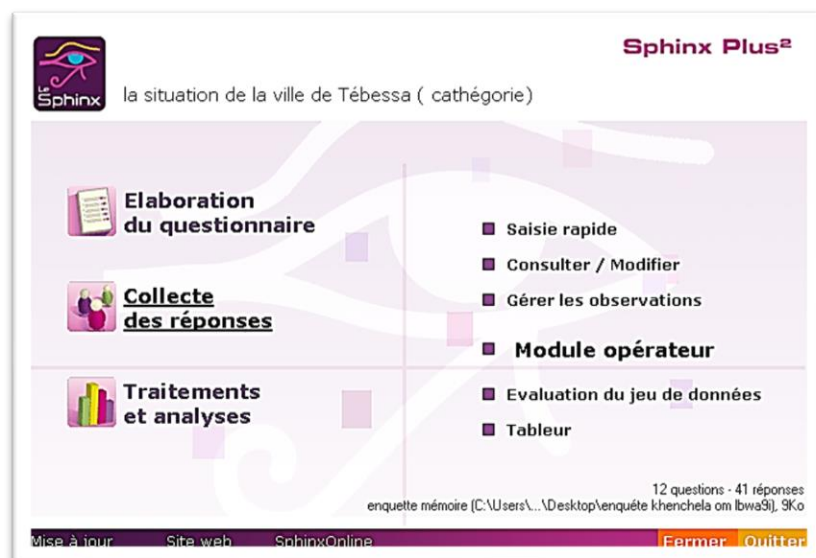 Le
Sphinx
Sphinx Plus²
la situation de la ville de Tébessa ( cathégorie)
Elaboration
du questionnaire
Collecte
des réponses
Traitements
et analyses
Saisie rapide
Consulter / Modifier
Gérer les observations
Module opérateur
Evaluation du jeu de données
Tableur
12 questions - 41 réponses
enquette mémoire (C:\Users\...\Desktop\enquéte khenchela om lbwa9i), 9Ko
Mise à jour Site web SphinxOnline Fermer Quitter